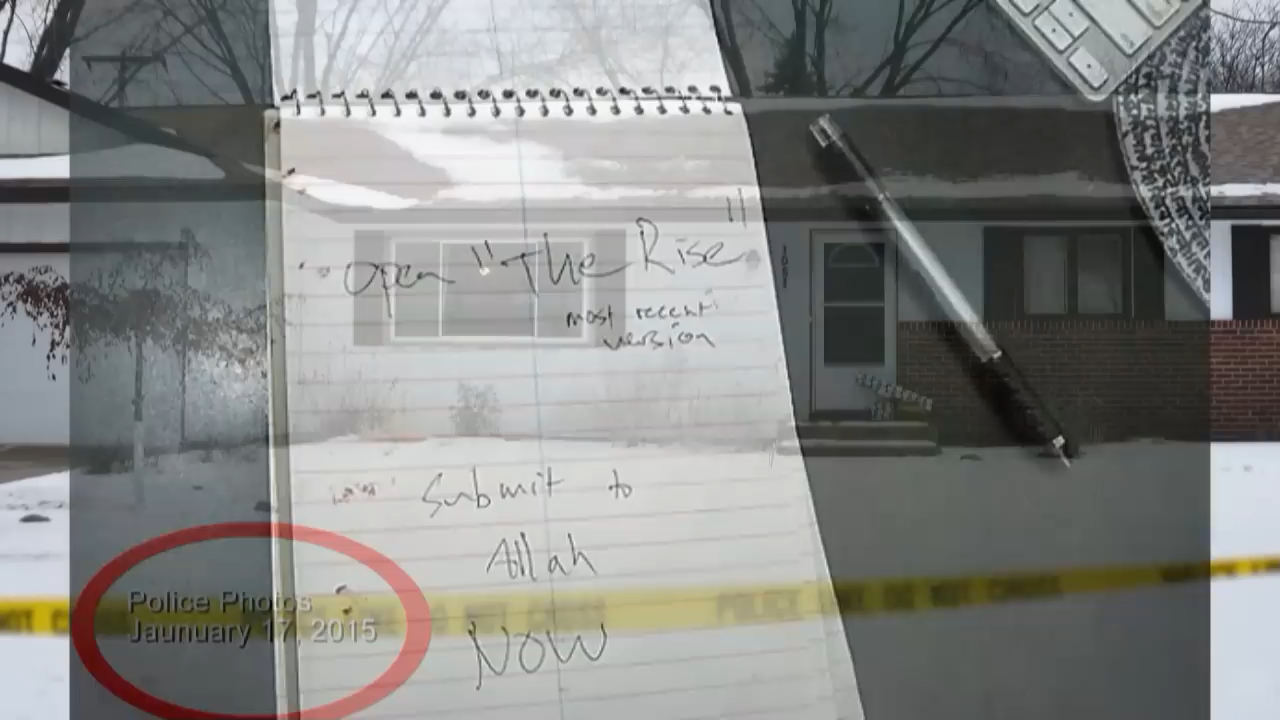 open "The Rise"
most recent
version
Submit to
Allah
NOW
Police Photos
Jaunuary 17, 2015